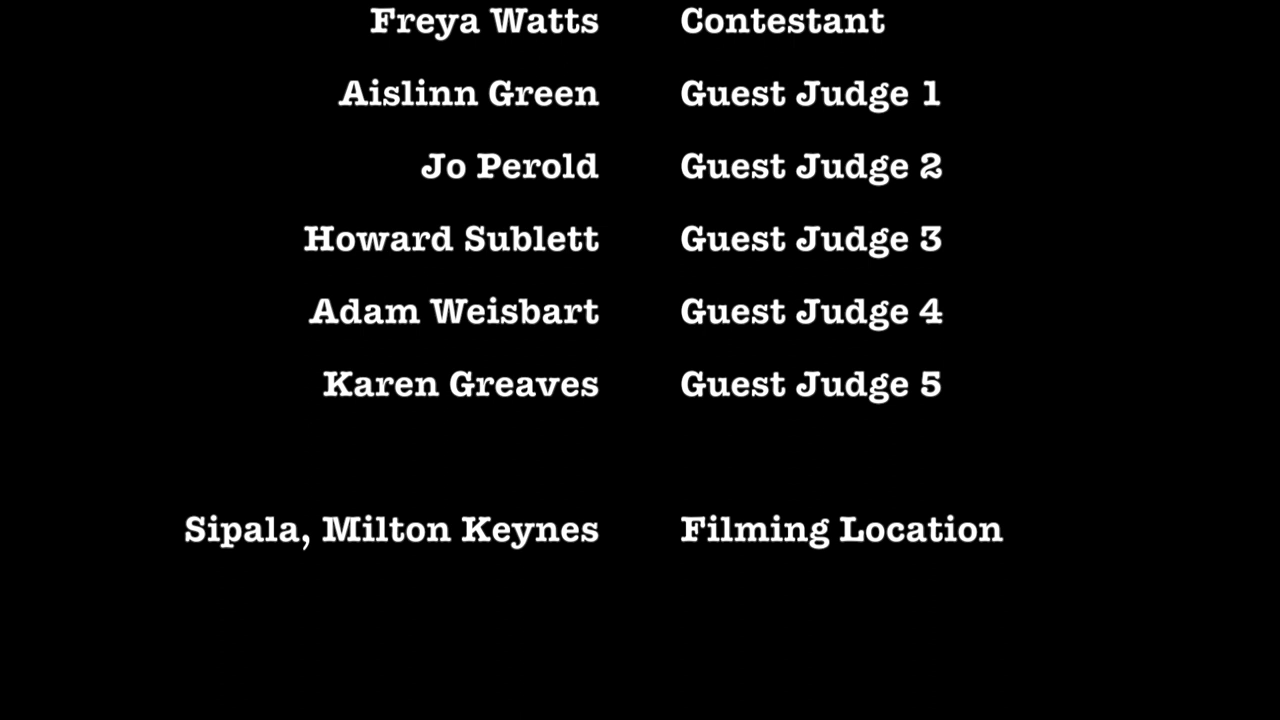 Freya Watts Contestant
Aislinn Green Guest Judge 1
Jo Perold Guest Judge 2
Howard Sublett Guest Judge 3
Adam Weisbart Guest Judge 4
Karen Greaves Guest Judge 5
Sipala, Milton Keynes Filming Location